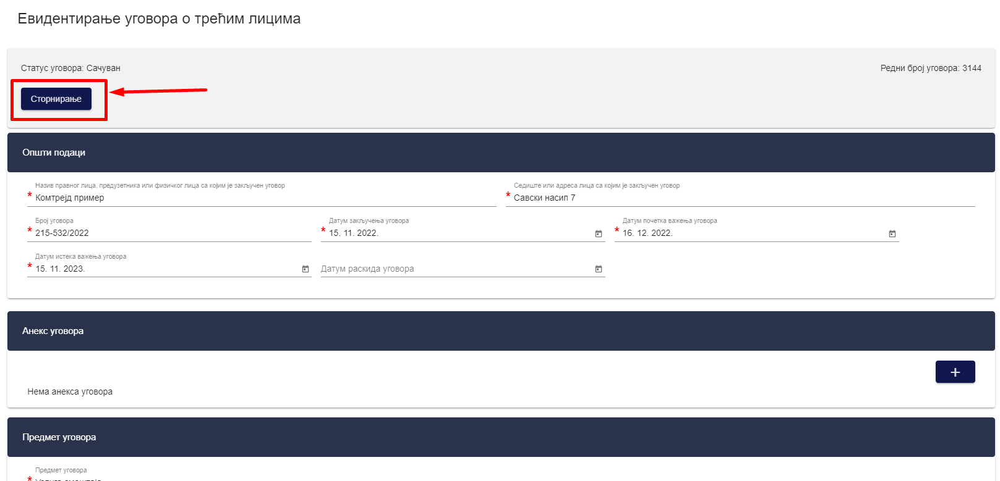 Евидентирање уговора о трећим лицима
Статус уговора: Сачуван
Редни број уговора: 3144
Сторнирање
Општи подаци
Назив правног лица, предузетника или физичког лица са којим је закључен уговор
Седиште или адреса лица са којим је закључен уговор
* Комтрејд пример
* Савски насип 7
Број уговора
Датум закључења уговора
Датум почетка важења уговора
* 215-532/2022
* 15. 11. 2022.
* 16. 12. 2022.
Датум истека важења уговора
* 15. 11. 2023.
Датум раскида уговора
Анекс уговора
+
Нема анекса уговора
Предмет уговора
Предмет уговора
*